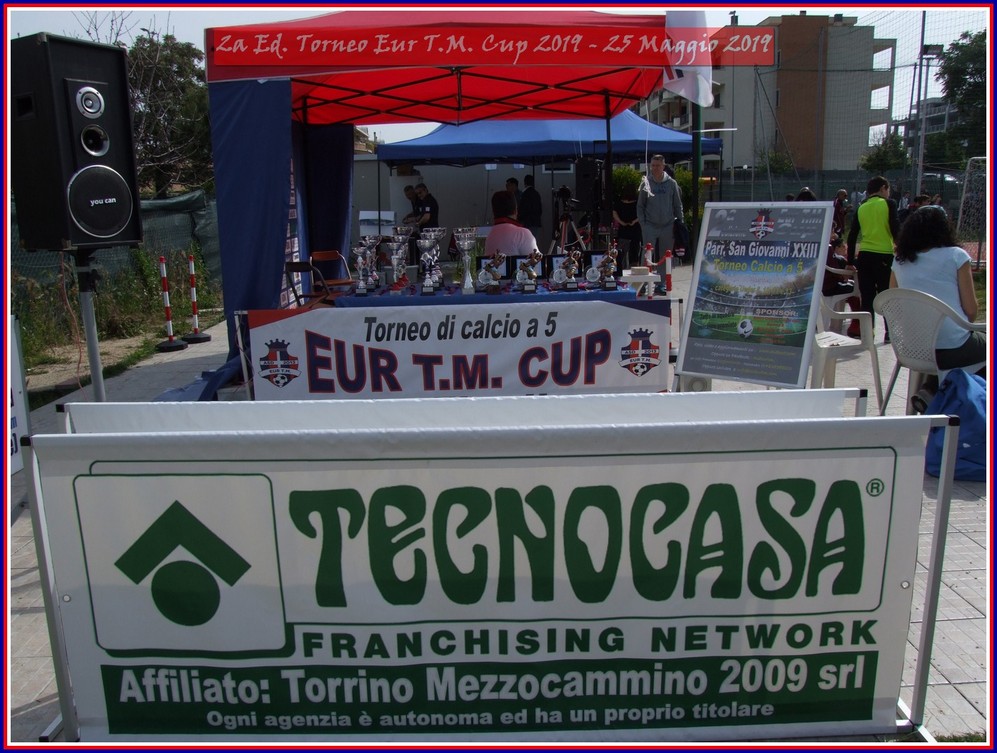 2a Ed. Torneo Eur T.M. Cup 2019 - 25 Maggio 2019
you can
Parr. San Giovanni XXIII
Torneo Calcio a 5
SPONSOR
Torneo di calcio a 5
EUR T.M. CUP
EUR T.M.
TECNOCASA®
FRANCHISING NETWORK
Affiliato: Torrino Mezzocammino 2009 srl
Ogni agenzia è autonoma ed ha un proprio titolare